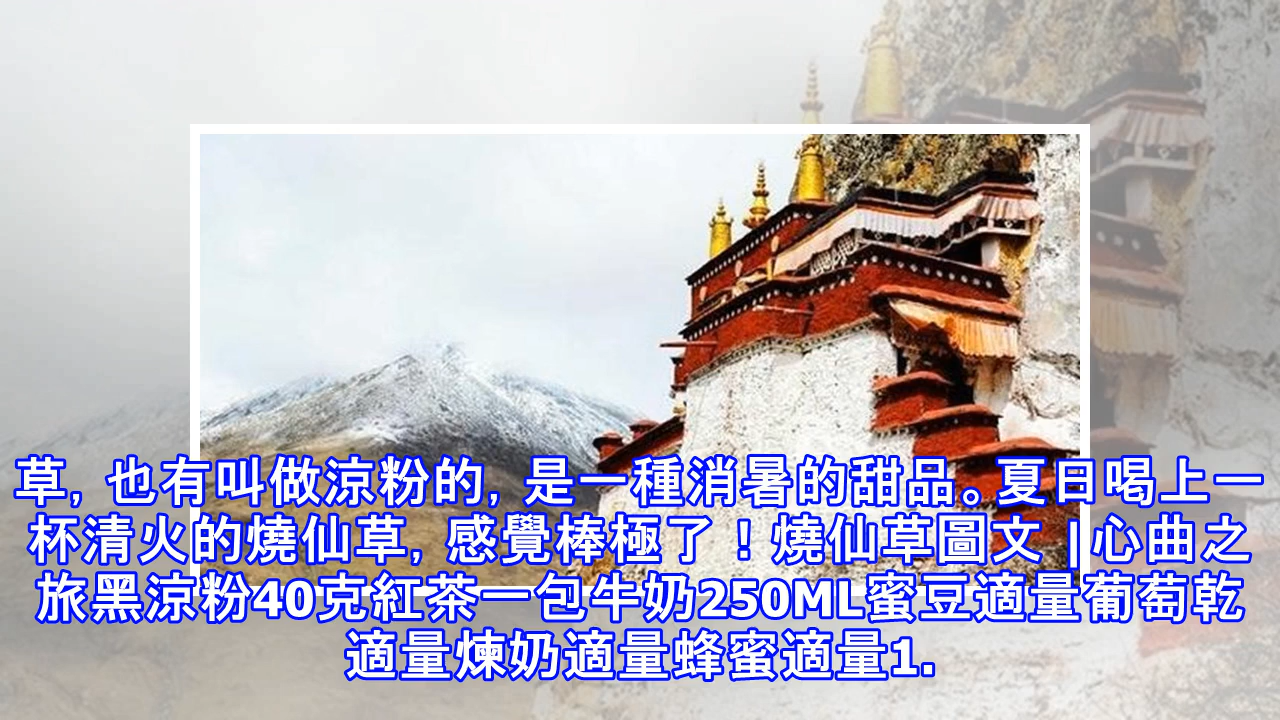 草, 也有叫做涼粉的, 是一種消暑的甜品。夏日喝上一
杯清火的燒仙草, 感覺棒極了！燒仙草圖文 |心曲之
旅黑涼粉40克紅茶一包牛奶250ML蜜豆適量葡萄乾
適量煉奶適量蜂蜜適量1.